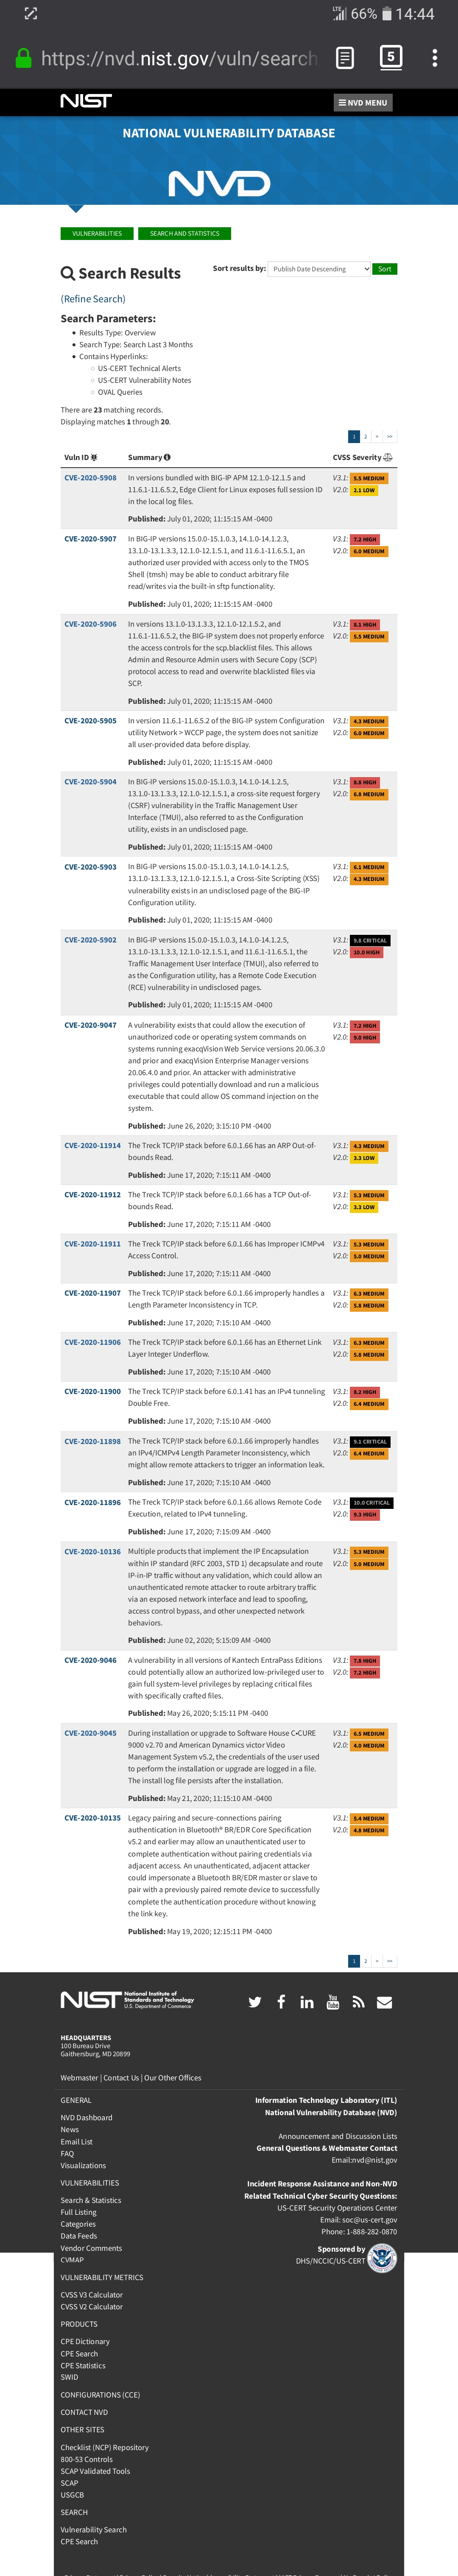 LTE 66% 14:44
https://nvd.nist.gov/vuln/search 5
NIST NVD MENU
NATIONAL VULNERABILITY DATABASE
NVD
VULNERABILITIES SEARCH AND STATISTICS
Search Results Sort results by: Publish Date Descending Sort
(Refine Search)
Search Parameters:
Results Type: Overview
Search Type: Search Last 3 Months
Contains Hyperlinks:
US-CERT Technical Alerts
US-CERT Vulnerability Notes
OVAL Queries
There are 23 matching records.
Displaying matches 1 through 20.
1 2 > >>
Vuln ID Summary CVSS Severity
CVE-2020-5908 In versions bundled with BIG-IP APM 12.1.0-12.1.5 and V3.1: 5.5 MEDIUM
11.6.1-11.6.5.2, Edge Client for Linux exposes full session ID V2.0: 2.1 LOW
in the local log files.
Published: July 01, 2020; 11:15:15 AM -0400
CVE-2020-5907 In BIG-IP versions 15.0.0-15.1.0.3, 14.1.0-14.1.2.3, V3.1: 7.2 HIGH
13.1.0-13.1.3.3, 12.1.0-12.1.5.1, and 11.6.1-11.6.5.1, an V2.0: 6.0 MEDIUM
authorized user provided with access only to the TMOS
Shell (tmsh) may be able to conduct arbitrary file
read/writes via the built-in sftp functionality.
Published: July 01, 2020; 11:15:15 AM -0400
CVE-2020-5906 In versions 13.1.0-13.1.3.3, 12.1.0-12.1.5.2, and V3.1: 8.1 HIGH
11.6.1-11.6.5.2, the BIG-IP system does not properly enforce V2.0: 5.5 MEDIUM
the access controls for the scp.blacklist files. This allows
Admin and Resource Admin users with Secure Copy (SCP)
protocol access to read and overwrite blacklisted files via
SCP.
Published: July 01, 2020; 11:15:15 AM -0400
CVE-2020-5905 In version 11.6.1-11.6.5.2 of the BIG-IP system Configuration V3.1: 4.3 MEDIUM
utility Network > WCCP page, the system does not sanitize V2.0: 6.0 MEDIUM
all user-provided data before display.
Published: July 01, 2020; 11:15:15 AM -0400
CVE-2020-5904 In BIG-IP versions 15.0.0-15.1.0.3, 14.1.0-14.1.2.5, V3.1: 8.8 HIGH
13.1.0-13.1.3.3, 12.1.0-12.1.5.1, a cross-site request forgery V2.0: 6.8 MEDIUM
(CSRF) vulnerability in the Traffic Management User
Interface (TMUI), also referred to as the Configuration
utility, exists in an undisclosed page.
Published: July 01, 2020; 11:15:15 AM -0400
CVE-2020-5903 In BIG-IP versions 15.0.0-15.1.0.3, 14.1.0-14.1.2.5, V3.1: 6.1 MEDIUM
13.1.0-13.1.3.3, 12.1.0-12.1.5.1, a Cross-Site Scripting (XSS) V2.0: 4.3 MEDIUM
vulnerability exists in an undisclosed page of the BIG-IP
Configuration utility.
Published: July 01, 2020; 11:15:15 AM -0400
CVE-2020-5902 In BIG-IP versions 15.0.0-15.1.0.3, 14.1.0-14.1.2.5, V3.1: 9.8 CRITICAL
13.1.0-13.1.3.3, 12.1.0-12.1.5.1, and 11.6.1-11.6.5.1, the V2.0: 10.0 HIGH
Traffic Management User Interface (TMUI), also referred to
as the Configuration utility, has a Remote Code Execution
(RCE) vulnerability in undisclosed pages.
Published: July 01, 2020; 11:15:15 AM -0400
CVE-2020-9047 A vulnerability exists that could allow the execution of V3.1: 7.2 HIGH
unauthorized code or operating system commands on V2.0: 9.0 HIGH
systems running exacqVision Web Service versions 20.06.3.0
and prior and exacqVision Enterprise Manager versions
20.06.4.0 and prior. An attacker with administrative
privileges could potentially download and run a malicious
executable that could allow OS command injection on the
system.
Published: June 26, 2020; 3:15:10 PM -0400
CVE-2020-11914 The Treck TCP/IP stack before 6.0.1.66 has an ARP Out-of- V3.1: 4.3 MEDIUM
bounds Read. V2.0: 3.3 LOW
Published: June 17, 2020; 7:15:11 AM -0400
CVE-2020-11912 The Treck TCP/IP stack before 6.0.1.66 has a TCP Out-of- V3.1: 5.3 MEDIUM
bounds Read. V2.0: 3.3 LOW
Published: June 17, 2020; 7:15:11 AM -0400
CVE-2020-11911 The Treck TCP/IP stack before 6.0.1.66 has Improper ICMPv4 V3.1: 5.3 MEDIUM
Access Control. V2.0: 5.0 MEDIUM
Published: June 17, 2020; 7:15:11 AM -0400
CVE-2020-11907 The Treck TCP/IP stack before 6.0.1.66 improperly handles a V3.1: 6.3 MEDIUM
Length Parameter Inconsistency in TCP. V2.0: 5.8 MEDIUM
Published: June 17, 2020; 7:15:10 AM -0400
CVE-2020-11906 The Treck TCP/IP stack before 6.0.1.66 has an Ethernet Link V3.1: 6.3 MEDIUM
Layer Integer Underflow. V2.0: 5.8 MEDIUM
Published: June 17, 2020; 7:15:10 AM -0400
CVE-2020-11900 The Treck TCP/IP stack before 6.0.1.41 has an IPv4 tunneling V3.1: 8.2 HIGH
Double Free. V2.0: 6.4 MEDIUM
Published: June 17, 2020; 7:15:10 AM -0400
CVE-2020-11898 The Treck TCP/IP stack before 6.0.1.66 improperly handles V3.1: 9.1 CRITICAL
an IPv4/ICMPv4 Length Parameter Inconsistency, which V2.0: 6.4 MEDIUM
might allow remote attackers to trigger an information leak.
Published: June 17, 2020; 7:15:10 AM -0400
CVE-2020-11896 The Treck TCP/IP stack before 6.0.1.66 allows Remote Code V3.1: 10.0 CRITICAL
Execution, related to IPv4 tunneling. V2.0: 9.3 HIGH
Published: June 17, 2020; 7:15:09 AM -0400
CVE-2020-10136 Multiple products that implement the IP Encapsulation V3.1: 5.3 MEDIUM
within IP standard (RFC 2003, STD 1) decapsulate and route V2.0: 5.0 MEDIUM
IP-in-IP traffic without any validation, which could allow an
unauthenticated remote attacker to route arbitrary traffic
via an exposed network interface and lead to spoofing,
access control bypass, and other unexpected network
behaviors.
Published: June 02, 2020; 5:15:09 AM -0400
CVE-2020-9046 A vulnerability in all versions of Kantech EntraPass Editions V3.1: 7.8 HIGH
could potentially allow an authorized low-privileged user to V2.0: 7.2 HIGH
gain full system-level privileges by replacing critical files
with specifically crafted files.
Published: May 26, 2020; 5:15:11 PM -0400
CVE-2020-9045 During installation or upgrade to Software House C•CURE V3.1: 6.5 MEDIUM
9000 v2.70 and American Dynamics victor Video V2.0: 4.0 MEDIUM
Management System v5.2, the credentials of the user used
to perform the installation or upgrade are logged in a file.
The install log file persists after the installation.
Published: May 21, 2020; 11:15:10 AM -0400
CVE-2020-10135 Legacy pairing and secure-connections pairing V3.1: 5.4 MEDIUM
authentication in Bluetooth® BR/EDR Core Specification V2.0: 4.8 MEDIUM
v5.2 and earlier may allow an unauthenticated user to
complete authentication without pairing credentials via
adjacent access. An unauthenticated, adjacent attacker
could impersonate a Bluetooth BR/EDR master or slave to
pair with a previously paired remote device to successfully
complete the authentication procedure without knowing
the link key.
Published: May 19, 2020; 12:15:11 PM -0400
1 2 > >>
NIST National Institute of
Standards and Technology
U.S. Department of Commerce
HEADQUARTERS
100 Bureau Drive
Gaithersburg, MD 20899
Webmaster | Contact Us | Our Other Offices
GENERAL
NVD Dashboard
News
Email List
FAQ
Visualizations
VULNERABILITIES
Search & Statistics
Full Listing
Categories
Data Feeds
Vendor Comments
CVMAP
VULNERABILITY METRICS
CVSS V3 Calculator
CVSS V2 Calculator
PRODUCTS
CPE Dictionary
CPE Search
CPE Statistics
SWID
CONFIGURATIONS (CCE)
CONTACT NVD
OTHER SITES
Checklist (NCP) Repository
800-53 Controls
SCAP Validated Tools
SCAP
USGCB
SEARCH
Vulnerability Search
CPE Search
Information Technology Laboratory (ITL)
National Vulnerability Database (NVD)
Announcement and Discussion Lists
General Questions & Webmaster Contact
Email:nvd@nist.gov
Incident Response Assistance and Non-NVD
Related Technical Cyber Security Questions:
US-CERT Security Operations Center
Email: soc@us-cert.gov
Phone: 1-888-282-0870
Sponsored by
DHS/NCCIC/US-CERT